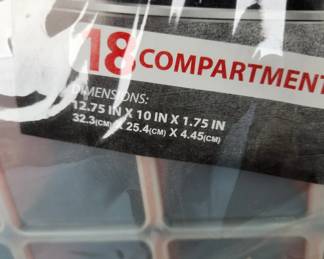 18 COMPARTMENT
DIMENSIONS:
12.75 IN X 10 IN X 1.75 IN
32.3(CM) X 25.4(CM) X 4.45(CM)